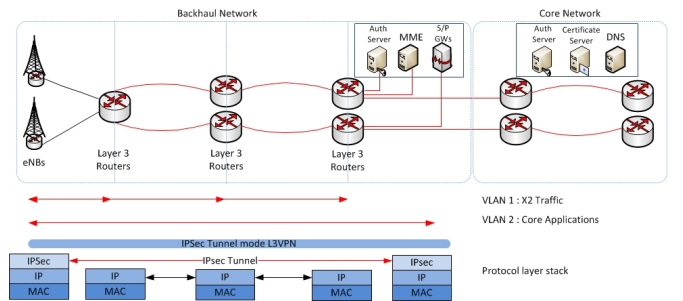 Backhaul Network
Core Network
Auth
Server
MME
S/P
GWs
Auth
Server
Certificate
Server
DNS
eNBs
Layer 3
Routers
Layer 3
Routers
Layer 3
Routers
VLAN 1 : X2 Traffic
VLAN 2 : Core Applications
IPSec Tunnel mode L3VPN
IPSec
IPsec Tunnel
IPsec
IP
IP
IP
IP
IP
Protocol layer stack
MAC
MAC
MAC
MAC
MAC